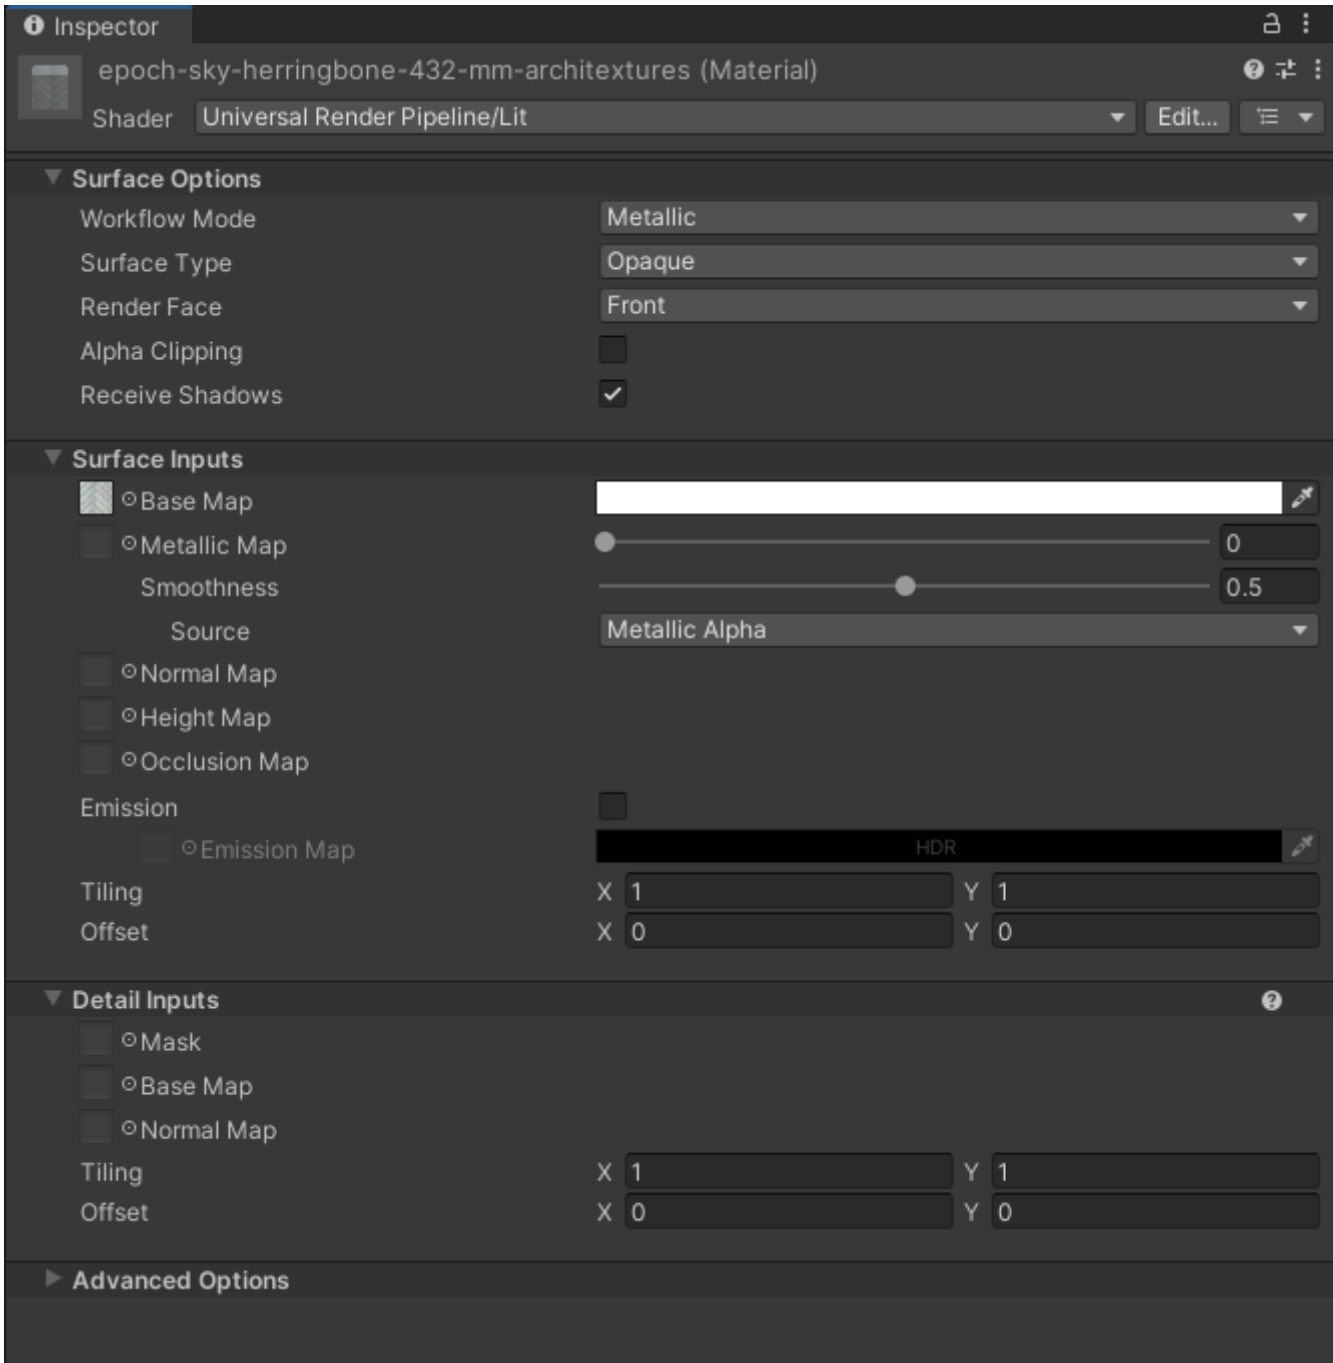 Inspector
epoch-sky-herringbone-432-mm-architextures (Material)
Shader Universal Render Pipeline/Lit Edit...
Surface Options
Workflow Mode Metallic
Surface Type Opaque
Render Face Front
Alpha Clipping
Receive Shadows
Surface Inputs
Base Map
Metallic Map 0
Smoothness 0.5
Source Metallic Alpha
Normal Map
Height Map
Occlusion Map
Emission
Emission Map HDR
Tiling X 1 Y 1
Offset X 0 Y 0
Detail Inputs
Mask
Base Map
Normal Map
Tiling X 1 Y 1
Offset X 0 Y 0
Advanced Options